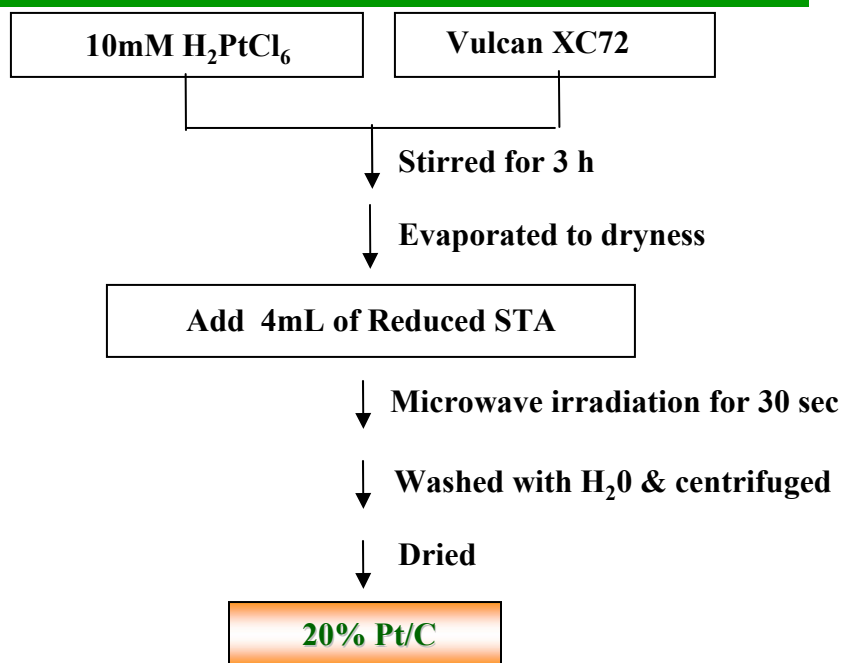 10mM H₂PtCl₆
Vulcan XC72
Stirred for 3 h
Evaporated to dryness
Add 4mL of Reduced STA
Microwave irradiation for 30 sec
Washed with H₂0 & centrifuged
Dried
20% Pt/C